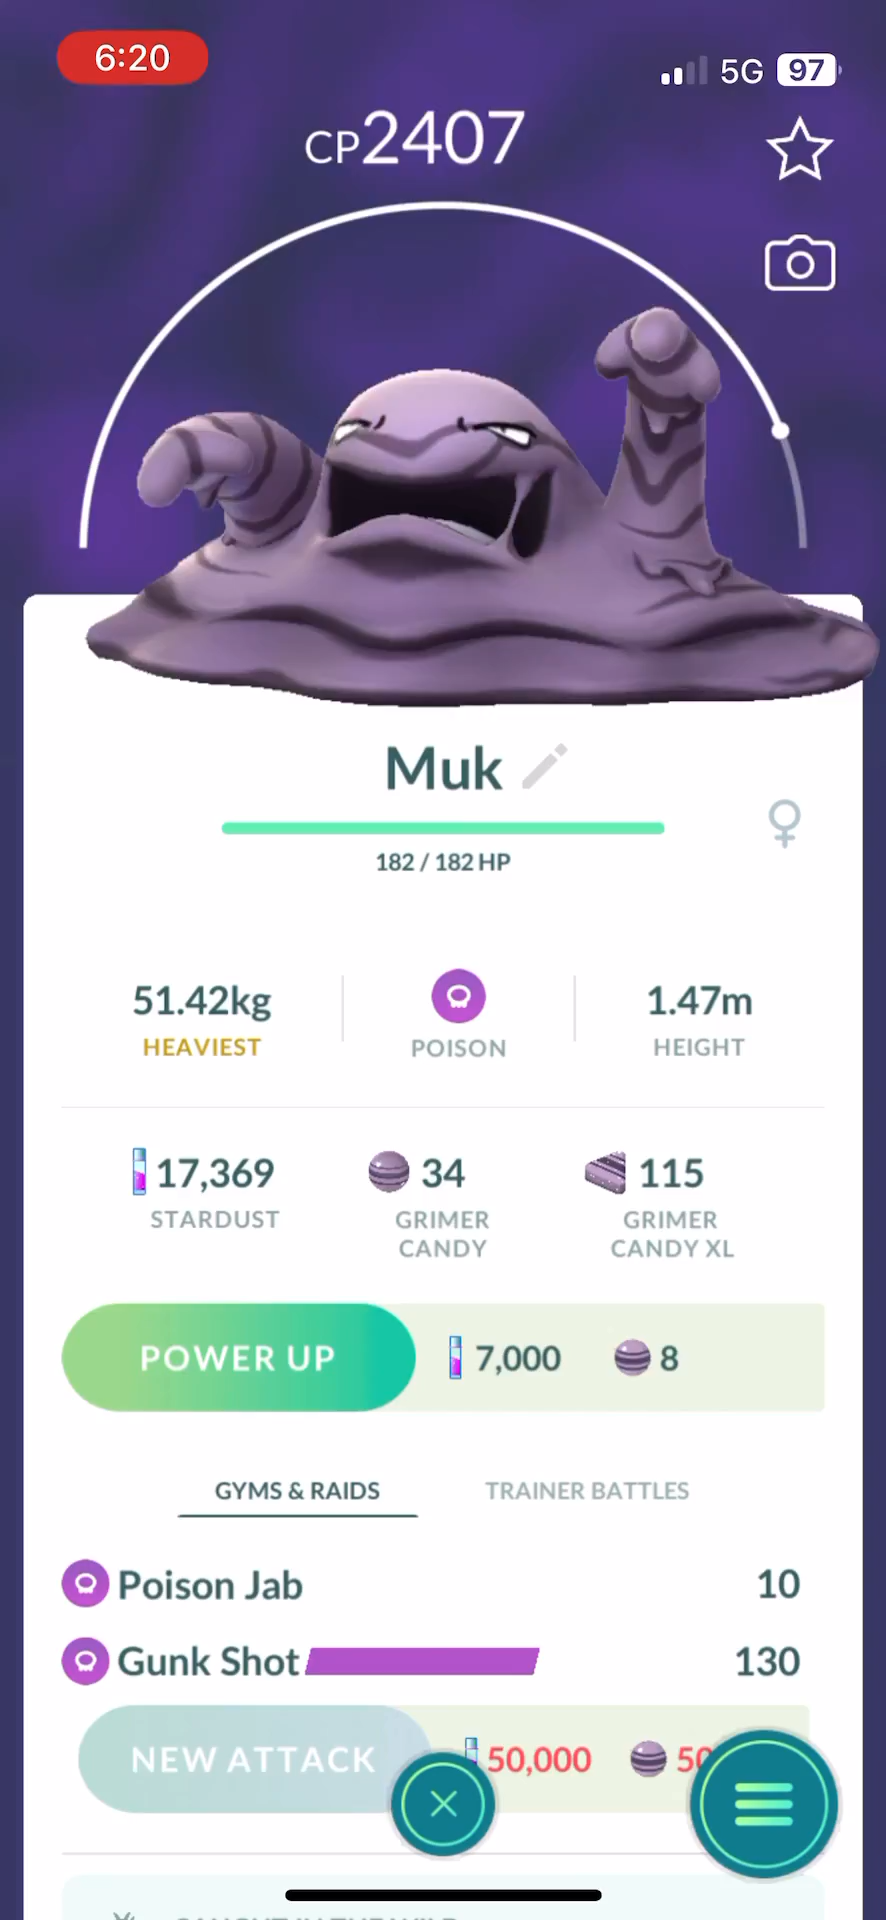 6:20
5G 97
CP2407
Muk
182 / 182 HP
51.42kg
HEAVIEST
POISON
1.47m
HEIGHT
17,369
STARDUST
34
GRIMER
CANDY
115
GRIMER
CANDY XL
POWER UP 7,000 8
GYMS & RAIDS TRAINER BATTLES
Poison Jab 10
Gunk Shot 130
NEW ATTACK 50,000 50